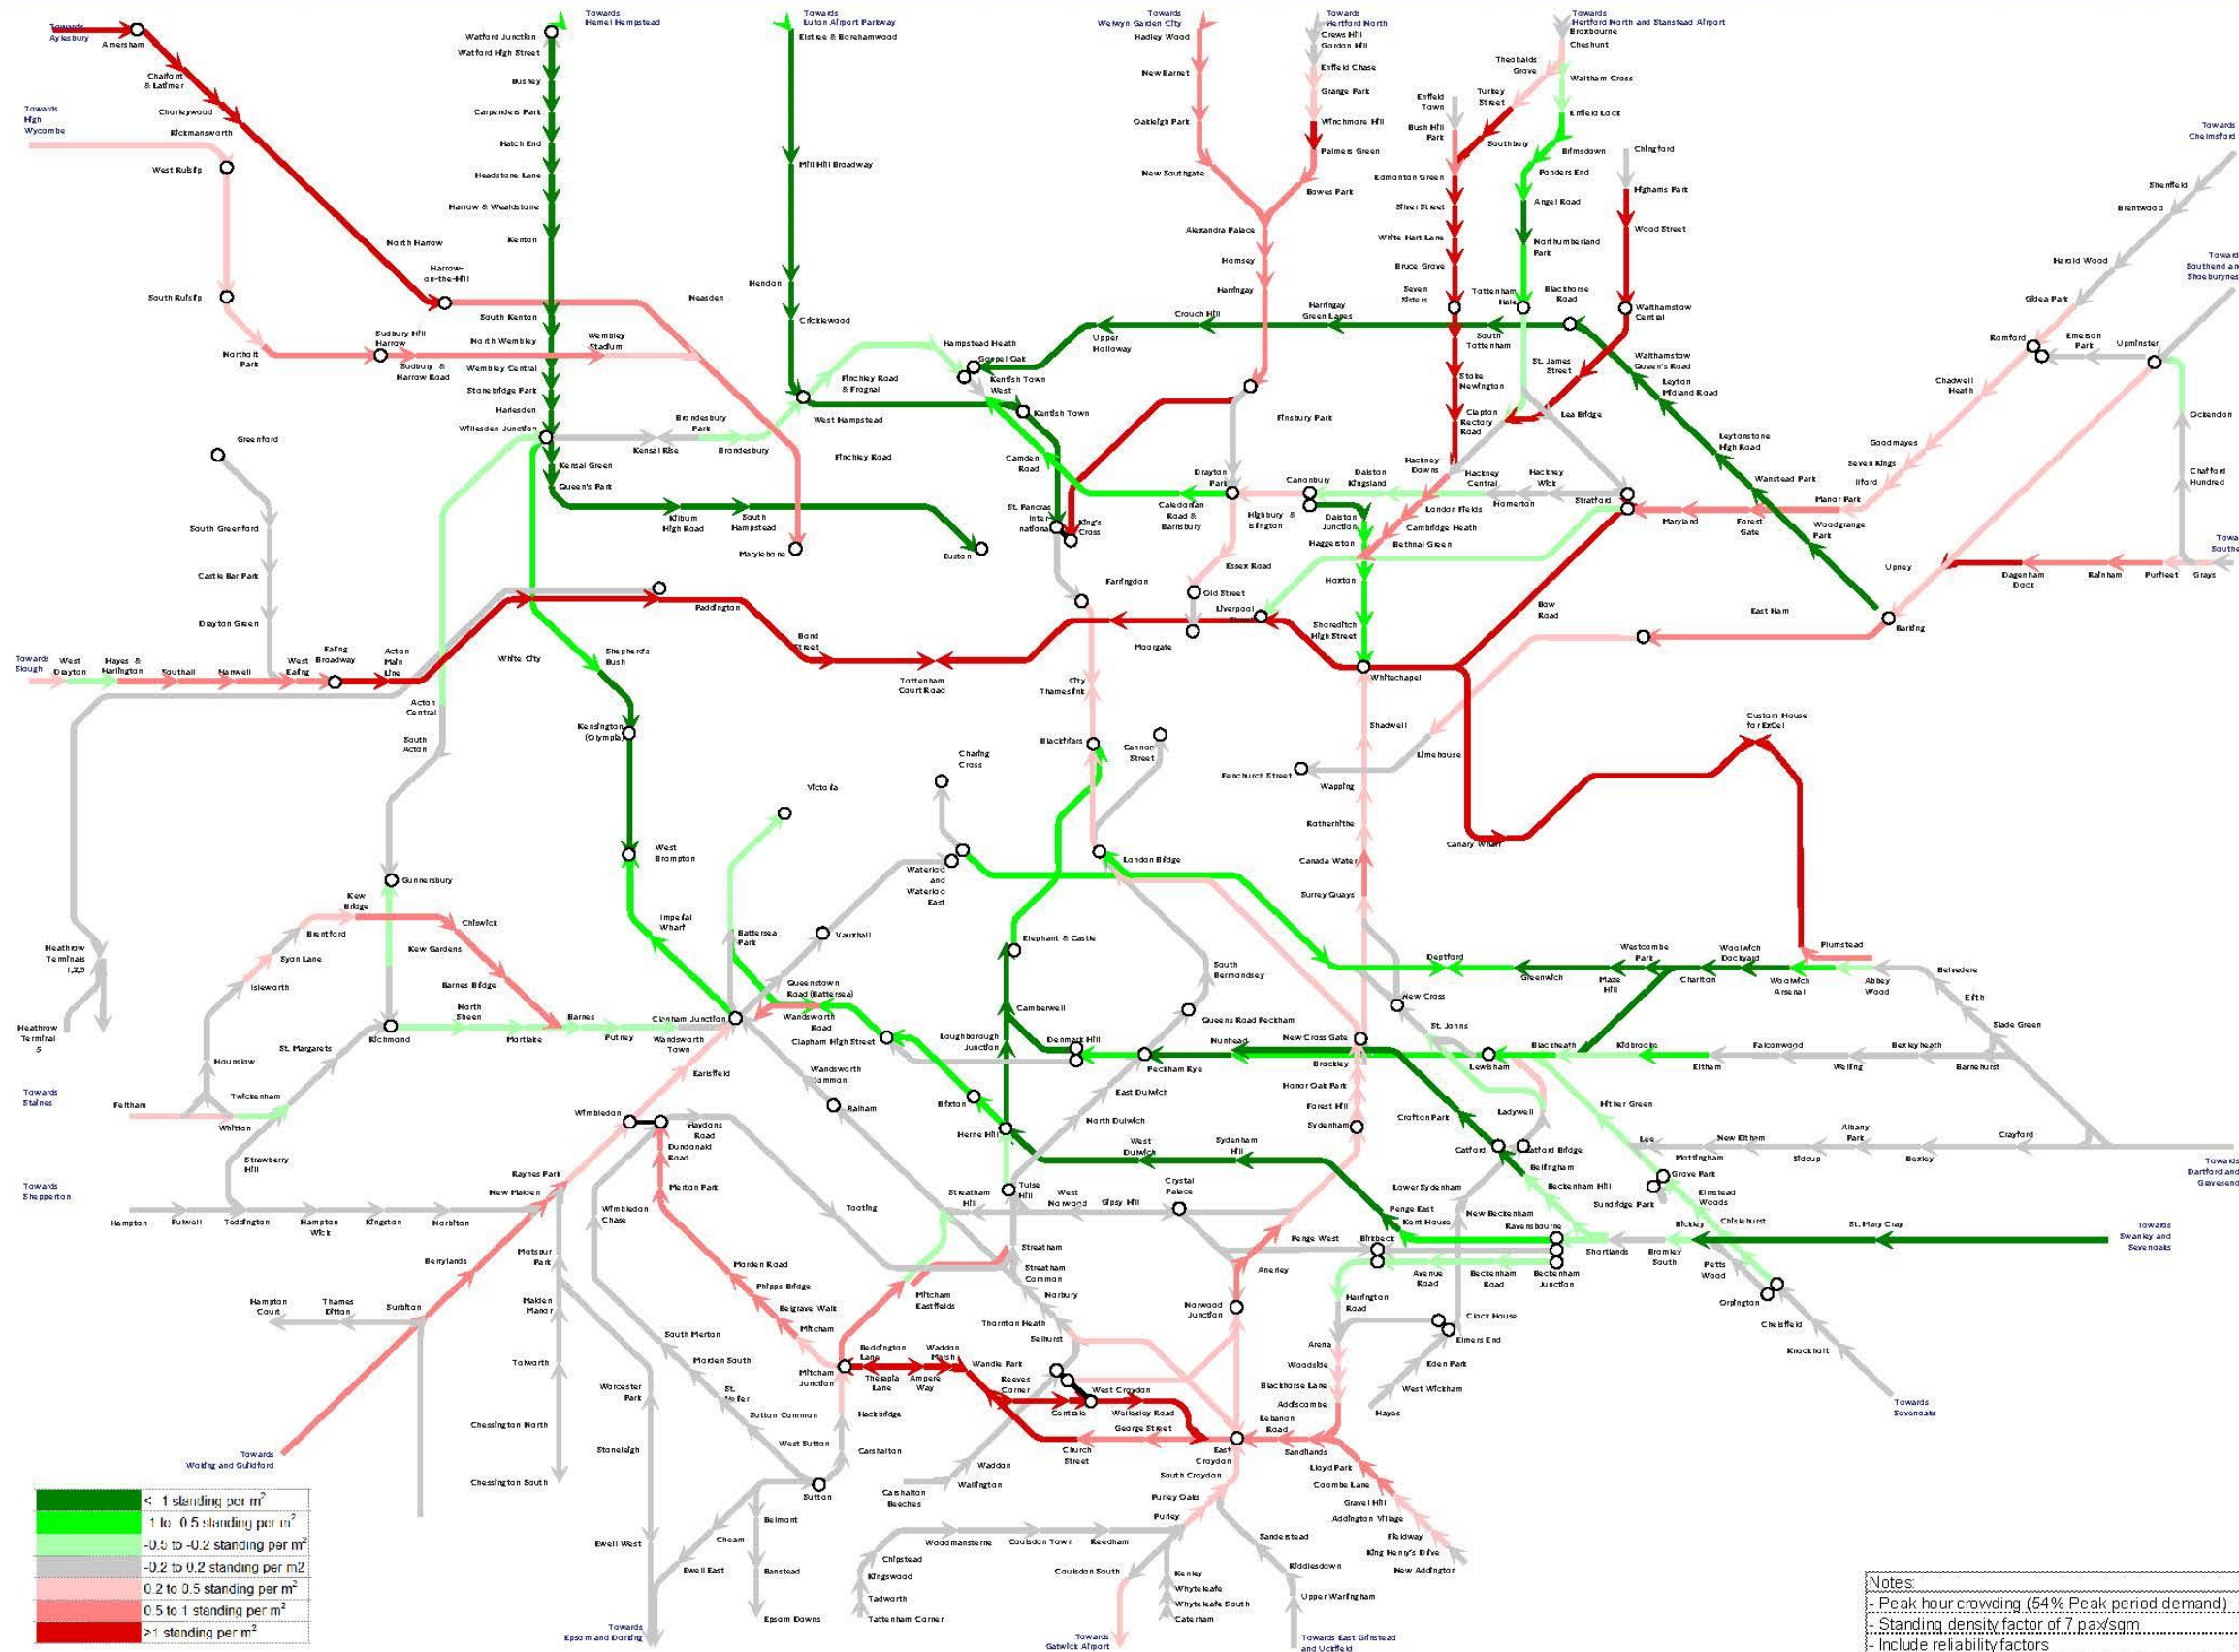 Towards
Aylesbury
Amersham
Chalfont
& Latimer
Chorleywood
Rickmansworth
Towards
High
Wycombe
West Ruislip
South Ruislip
Northolt
Park
Sudbury Hill
Harrow
Sudbury &
Harrow Road
North Harrow
Harrow-
on-the-Hill
Towards
Hemel Hempstead
Watford Junction
Watford High Street
Bushey
Carpenders Park
Hatch End
Headstone Lane
Harrow & Wealdstone
Kenton
South Kenton
North Wembley
Wembley Central
Stonebridge Park
Harlesden
Willesden Junction
Kensal Green
Queen's Park
Wembley
Stadium
Neasden
Towards
Luton Airport Parkway
Elstree & Borehamwood
Mill Hill Broadway
Hendon
Cricklewood
Finchley Road
& Frognal
West Hampstead
Finchley Road
Brondesbury
Park
Kensal Rise
Brondesbury
Kilburn
High Road
South
Hampstead
Marylebone
Euston
Hampstead Heath
Gospel Oak
Kentish Town
West
Kentish Town
Camden
Road
St. Pancras
Inter-
national
King's
Cross
Towards
Welwyn Garden City
Hadley Wood
New Barnet
Oakleigh Park
New Southgate
Alexandra Palace
Hornsey
Harringay
Towards
Hertford North
Crews Hill
Gordon Hill
Enfield Chase
Grange Park
Winchmore Hill
Palmers Green
Bowes Park
Crouch Hill
Harringay
Green Lanes
Upper
Holloway
Finsbury Park
Drayton
Park
Caledonian
Road &
Barnsbury
Highbury &
Islington
Canonbury
Essex Road
Old Street
Moorgate
Liverpool
Street
Towards
Hertford North and Stanstead Airport
Broxbourne
Cheshunt
Theobalds
Grove
Waltham Cross
Turkey
Street
Enfield
Town
Enfield Lock
Bush Hill
Park
Southbury
Brimsdown
Ponders End
Edmonton Green
Angel Road
Silver Street
White Hart Lane
Northumberland
Park
Bruce Grove
Seven
Sisters
Tottenham
Hale
Blackhorse
Road
Chingford
Highams Park
Wood Street
Walthamstow
Central
South
Tottenham
St. James
Street
Walthamstow
Queen's Road
Leyton
Midland Road
Stoke
Newington
Clapton
Rectory
Road
Lea Bridge
Leytonstone
High Road
Wanstead Park
Woodgrange
Park
Hackney
Downs
Hackney
Central
Hackney
Wick
Homerton
Stratford
Dalston
Kingsland
Dalston
Junction
Haggerston
Hoxton
Shoreditch
High Street
London Fields
Cambridge Heath
Bethnal Green
Whitechapel
Bow
Road
Maryland
Forest
Gate
Manor Park
Ilford
Seven Kings
Goodmayes
Chadwell
Heath
Romford
Emerson
Park
Upminster
Gidea Park
Harold Wood
Brentwood
Shenfield
Towards
Chelmsford
Toward
Southend an
Shoeburynes
Ockendon
Chafford
Hundred
Upney
Dagenham
Dock
Rainham
Purfleet
Grays
Towa
Southe
Barking
East Ham
Limehouse
Fenchurch Street
Greenford
South Greenford
Castle Bar Park
Drayton Green
Towards
Slough
West
Drayton
Hayes &
Harlington
Southall
Hanwell
West
Ealing
Ealing
Broadway
Acton
Main
Line
Paddington
Bond
Street
Tottenham
Court Road
Farringdon
City
Thameslink
Blackfriars
Cannon
Street
Charing
Cross
White City
Shepherd's
Bush
Kensington
(Olympia)
West
Brompton
Imperial
Wharf
Acton
Central
South
Acton
Gunnersbury
Kew Gardens
Richmond
Heathrow
Terminals
1,2,3
Heathrow
Terminal
5
Kew
Bridge
Brentford
Syon Lane
Isleworth
Chiswick
Barnes Bridge
Hounslow
St. Margarets
North
Sheen
Mortlake
Barnes
Putney
Wandsworth
Town
Clapham Junction
Towards
Staines
Feltham
Whitton
Twickenham
Strawberry
Hill
Towards
Shepperton
Hampton
Fulwell
Teddington
Hampton
Wick
Kingston
Norbiton
New Malden
Raynes Park
Wimbledon
Earlsfield
Victoria
Battersea
Park
Queenstown
Road (Battersea)
Vauxhall
Waterloo
and
Waterloo
East
London Bridge
Wandsworth
Road
Clapham High Street
Wandsworth
Common
Balham
Brixton
Herne Hill
Loughborough
Junction
Elephant & Castle
Camberwell
Denmark Hill
Peckham Rye
Queens Road Peckham
South
Bermondsey
Nunhead
New Cross Gate
Brockley
Honor Oak Park
Forest Hill
Sydenham
Shadwell
Wapping
Rotherhithe
Canada Water
Surrey Quays
Canary Wharf
Custom House
for ExCel
New Cross
St. Johns
Lewisham
Deptford
Greenwich
Maze
Hill
Westcombe
Park
Charlton
Woolwich
Dockyard
Woolwich
Arsenal
Plumstead
Abbey
Wood
Belvedere
Erith
Slade Green
Blackheath
Kidbrooke
Eltham
Falconwood
Welling
Bexleyheath
Barnehurst
Hither Green
Ladywell
Crofton Park
Catford
Catford Bridge
Bellingham
Beckenham Hill
Lower Sydenham
New Beckenham
Ravensbourne
Lee
Mottingham
New Eltham
Sidcup
Albany
Park
Bexley
Crayford
Towards
Dartford and
Gravesend
Grove Park
Sundridge Park
Elmstead
Woods
Chislehurst
Bickley
Bromley
South
Shortlands
Petts
Wood
Orpington
Chelsfield
Knockholt
Towards
Sevenoaks
St. Mary Cray
Towards
Swanley and
Sevenoaks
East Dulwich
North Dulwich
West
Dulwich
Sydenham
Hill
Tulse
Hill
Streatham
Hill
West
Norwood
Gipsy Hill
Crystal
Palace
Penge East
Kent House
Penge West
Birkbeck
Avenue
Road
Beckenham
Road
Beckenham
Junction
Anerley
Norwood
Junction
Harrington
Road
Arena
Woodside
Blackhorse Lane
Addiscombe
Clock House
Elmers End
Eden Park
West Wickham
Hayes
Haydons
Road
Dundonald
Road
Merton Park
Wimbledon
Chase
Tooting
Streatham
Streatham
Common
Norbury
Thornton Heath
Selhurst
Morden Road
Phipps Bridge
Belgrave Walk
Mitcham
Mitcham
Eastfields
Mitcham
Junction
Beddington
Lane
Waddon
Marsh
Therapia
Lane
Ampere
Way
Wandle Park
Reeves
Corner
West Croydon
Centrale
Wellesley Road
George Street
Church
Street
East
Croydon
Lebanon
Road
Sandilands
Lloyd Park
Coombe Lane
Gravel Hill
Addington Village
Fieldway
King Henry's Drive
New Addington
Berrylands
Surbiton
Thames
Ditton
Hampton
Court
Towards
Woking and Guildford
Motspur
Park
Malden
Manor
Tolworth
Chessington North
Chessington South
Worcester
Park
Stoneleigh
Ewell West
South Merton
Morden South
St.
Helier
Sutton Common
West Sutton
Sutton
Hackbridge
Carshalton
Carshalton
Beeches
Wallington
Waddon
Cheam
Belmont
Banstead
Epsom Downs
Ewell East
Towards
Epsom and Dorking
South Croydon
Purley Oaks
Purley
Woodmansterne
Coulsdon Town
Reedham
Chipstead
Kingswood
Tadworth
Tattenham Corner
Coulsdon South
Kenley
Whyteleafe
Whyteleafe South
Caterham
Towards
Gatwick Airport
Sanderstead
Riddlesdown
Upper Warlingham
Towards East Grinstead
and Uckfield
< -1 standing per m²
-1 to -0.5 standing per m²
-0.5 to -0.2 standing per m²
-0.2 to 0.2 standing per m2
0.2 to 0.5 standing per m²
0.5 to 1 standing per m²
>1 standing per m²
Notes:
- Peak hour crowding (54% Peak period demand)
- Standing density factor of 7 pax/sqm
- Include reliability factors